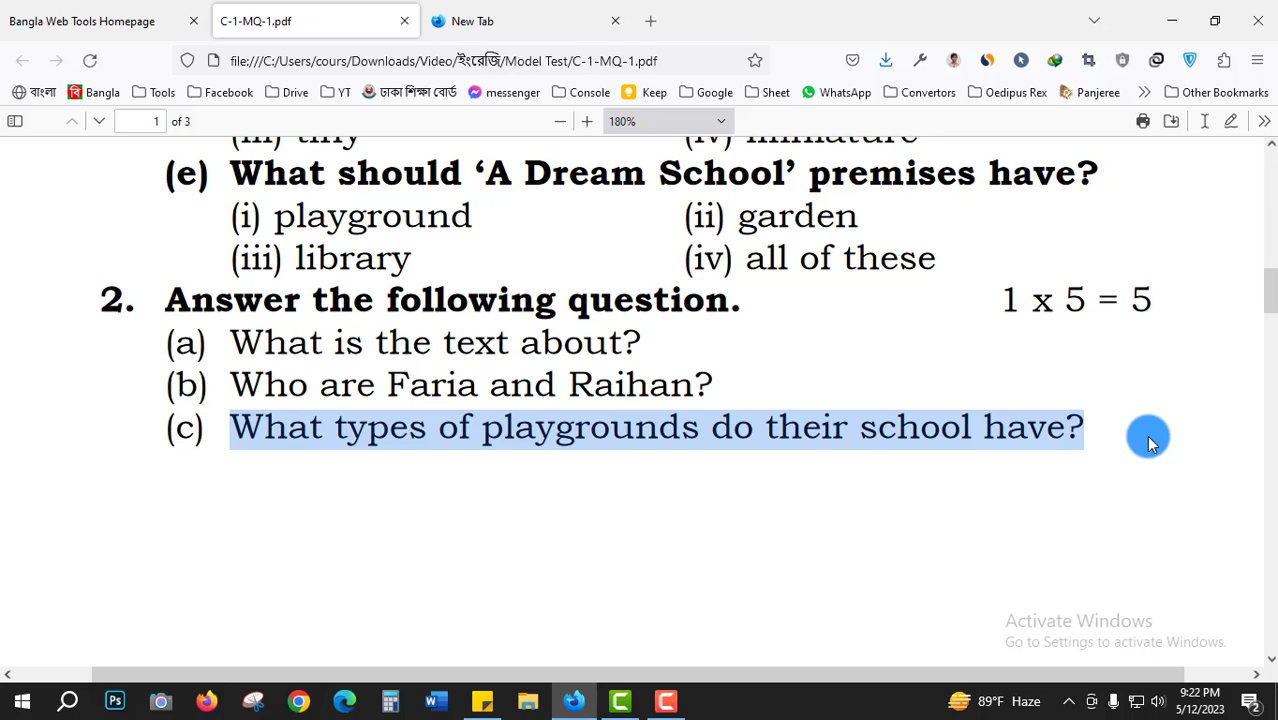 Bangla Web Tools Homepage
C-1-MQ-1.pdf
New Tab
file:///C:/Users/cours/Downloads/Video/ইংরেজি/Model Test/C-1-MQ-1.pdf
বাংলা
Bangla
Tools
Facebook
Drive
YT
ঢাকা শিক্ষা বোর্ড
messenger
Console
Keep
Google
Sheet
WhatsApp
Convertors
Oedipus Rex
Panjeree
Other Bookmarks
1 of 3
180%
(iii) tiny (iv) immature
(e) What should ‘A Dream School’ premises have?
(i) playground (ii) garden
(iii) library (iv) all of these
2. Answer the following question. 1 x 5 = 5
(a) What is the text about?
(b) Who are Faria and Raihan?
(c) What types of playgrounds do their school have?
Activate Windows
Go to Settings to activate Windows.
89°F Haze
9:22 PM
5/12/2023
2